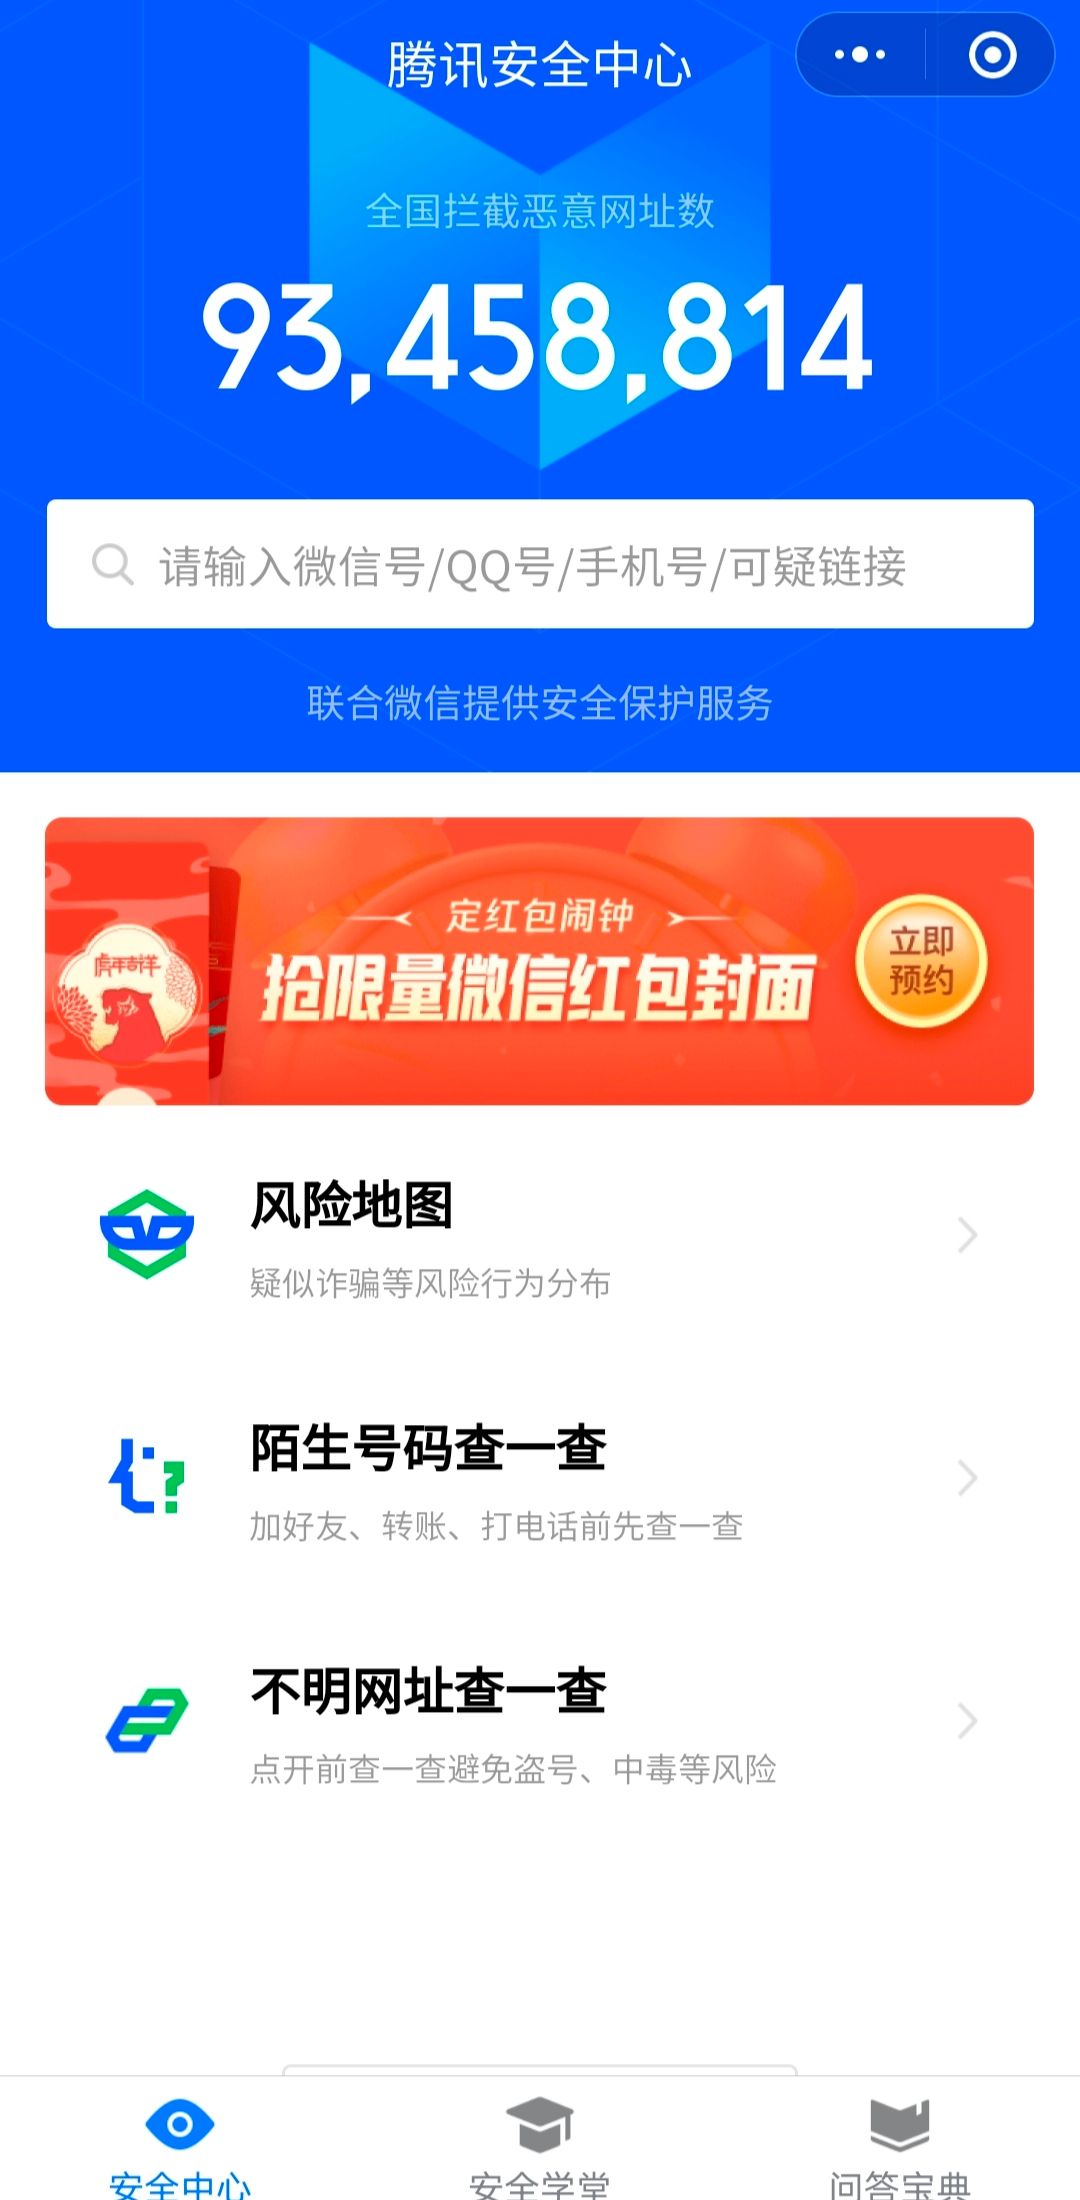 腾讯安全中心
全国拦截恶意网址数
93,458,814
请输入微信号/QQ号/手机号/可疑链接
联合微信提供安全保护服务
虎年吉祥
定红包闹钟
抢限量微信红包封面
立即
预约
风险地图
疑似诈骗等风险行为分布
陌生号码查一查
加好友、转账、打电话前先查一查
不明网址查一查
点开前查一查避免盗号、中毒等风险
安全中心
安全学堂
问答宝典